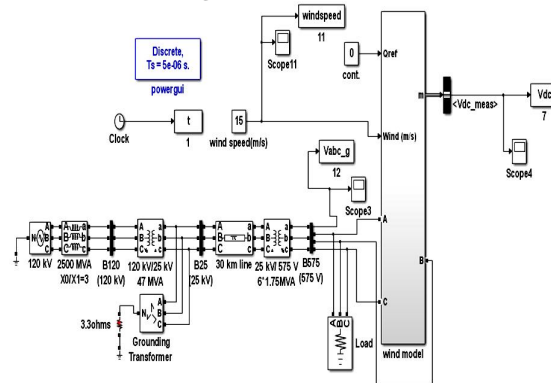 windspeed
11
Discrete,
Ts = 5e-06 s.
powergui
Scope11
0
cont.
Qref
m
<Vdc_meas>
Vdc
7
Clock
t
1
15
wind speed(m/s)
Wind (m/s)
Vabc_g
12
Scope3
Scope4
N
A
B
C
A
B
C
A
B
C
A
B
C
a
b
c
A
B
C
a
b
c
A
B
C
A
B
C
A
B
C
a
b
c
A
B
C
a
b
c
A
B
C
120 kV
2500 MVA
X0/X1=3
B120
(120 kV)
120 kV/25 kV
47 MVA
B25
(25 kV)
30 km line
25 kV/ 575 V
6*1.75MVA
B575
(575 V)
3.3ohms
N
A
B
C
Grounding
Transformer
A B C
Load
wind model